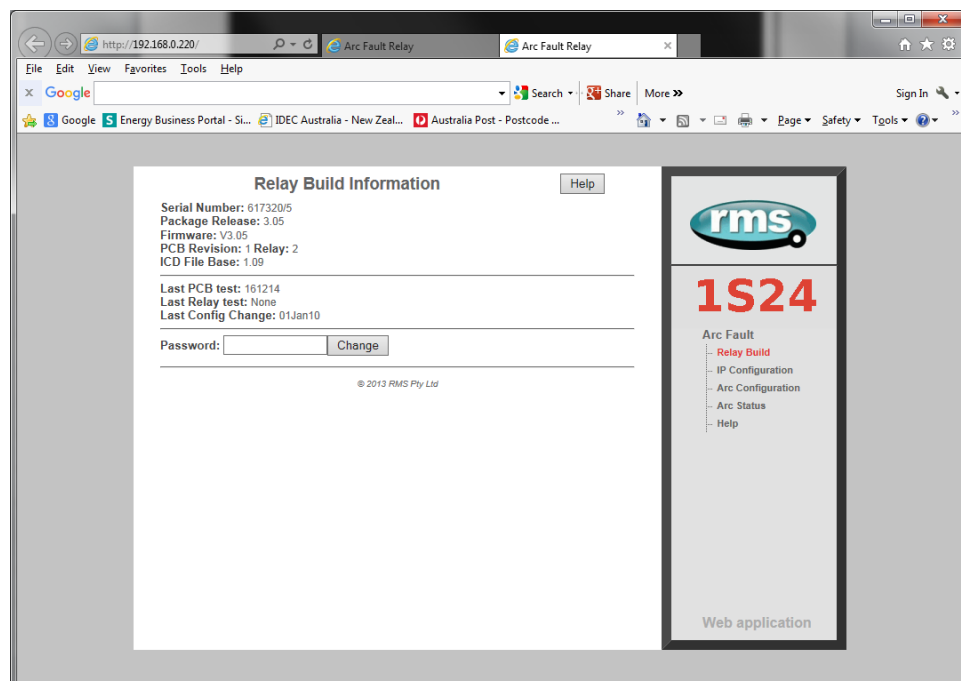 http://192.168.0.220/
Arc Fault Relay
Arc Fault Relay
File Edit View Favorites Tools Help
x Google Search Share More » Sign In
Google Energy Business Portal - Si... IDEC Australia - New Zeal... Australia Post - Postcode ... » Page Safety Tools »
Relay Build Information
Help
Serial Number: 617320/5
Package Release: 3.05
Firmware: V3.05
PCB Revision: 1 Relay: 2
ICD File Base: 1.09
Last PCB test: 161214
Last Relay test: None
Last Config Change: 01Jan10
Password: Change
© 2013 RMS Pty Ltd
rms
1S24
Arc Fault
Relay Build
IP Configuration
Arc Configuration
Arc Status
Help
Web application